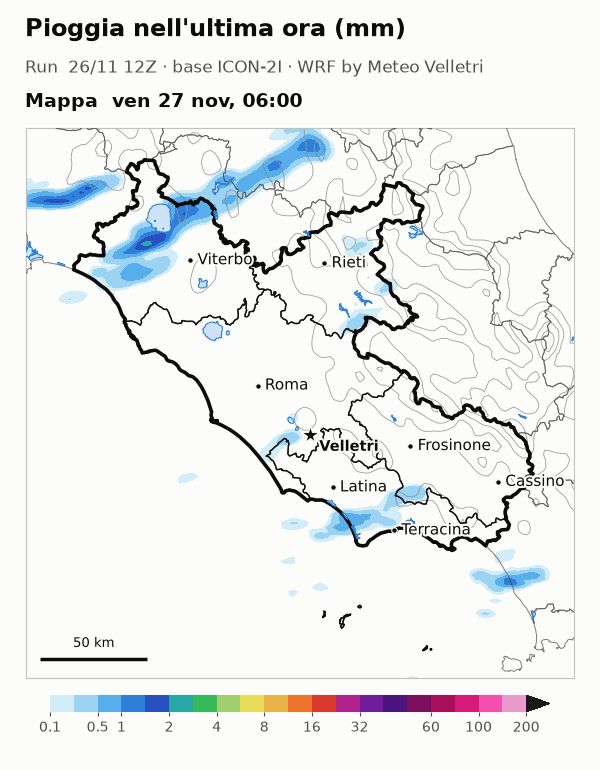 Pioggia nell'ultima ora (mm)
Run  26/11 12Z · base ICON-2I · WRF by Meteo Velletri
Mappa  ven 27 nov, 06:00
Viterbo
Rieti
Roma
Velletri
Frosinone
Cassino
Latina
Terracina
50 km
0.1 0.5 1 2 4 8 16 32 60 100 200